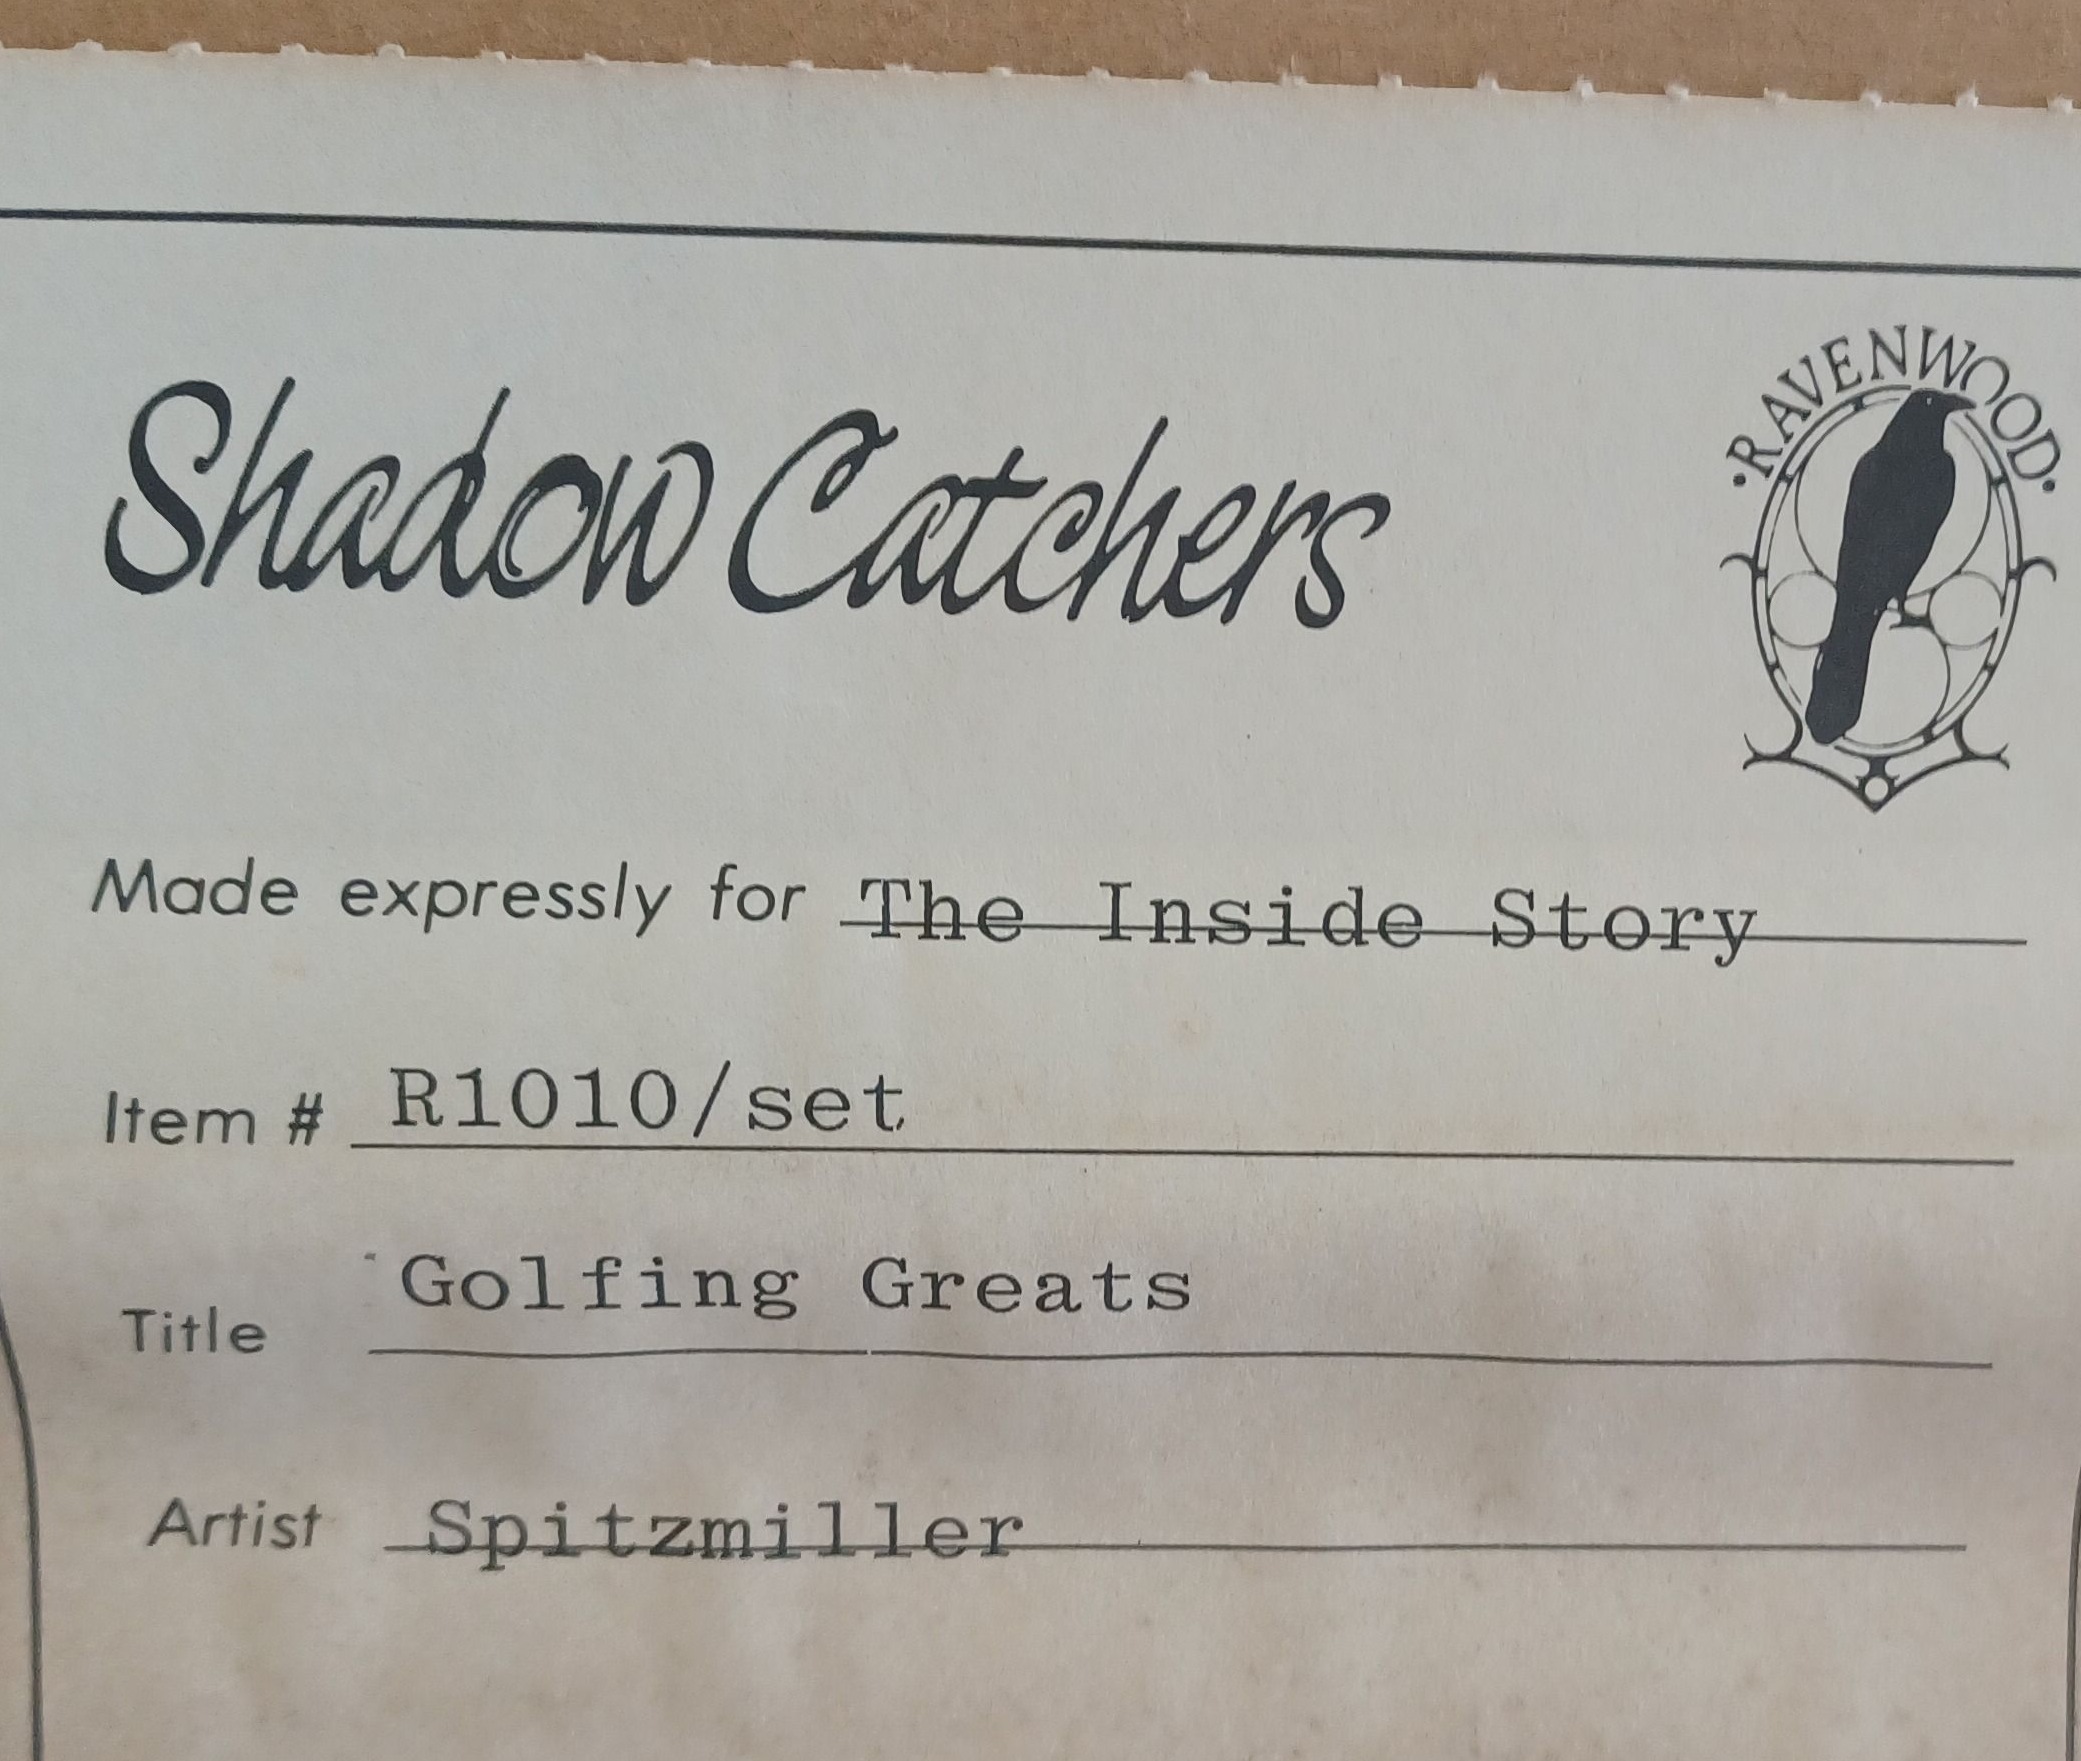 Shadow Catchers
·RAVENWOOD·
Made expressly for The Inside Story
Item # R1010/set
Title Golfing Greats
Artist Spitzmiller